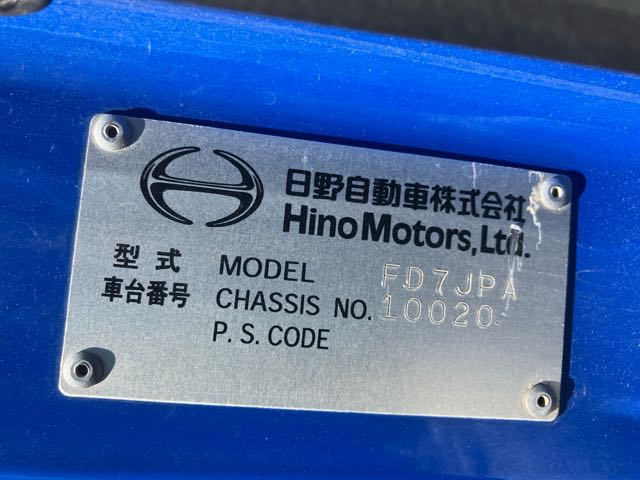 日野自動車株式会社
Hino Motors, Ltd.
型式 MODEL FD7JPA
車台番号 CHASSIS NO. 10020
P. S. CODE